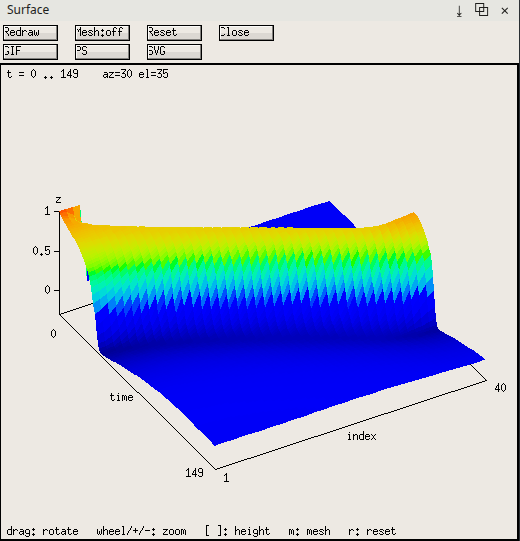 Surface
Redraw Mesh:off Reset Close
GIF PS SVG
t = 0 .. 149 az=30 el=35
z
1
0.5
0
0
time
40
index
149
1
drag: rotate wheel/+/-: zoom [ ]: height m: mesh r: reset